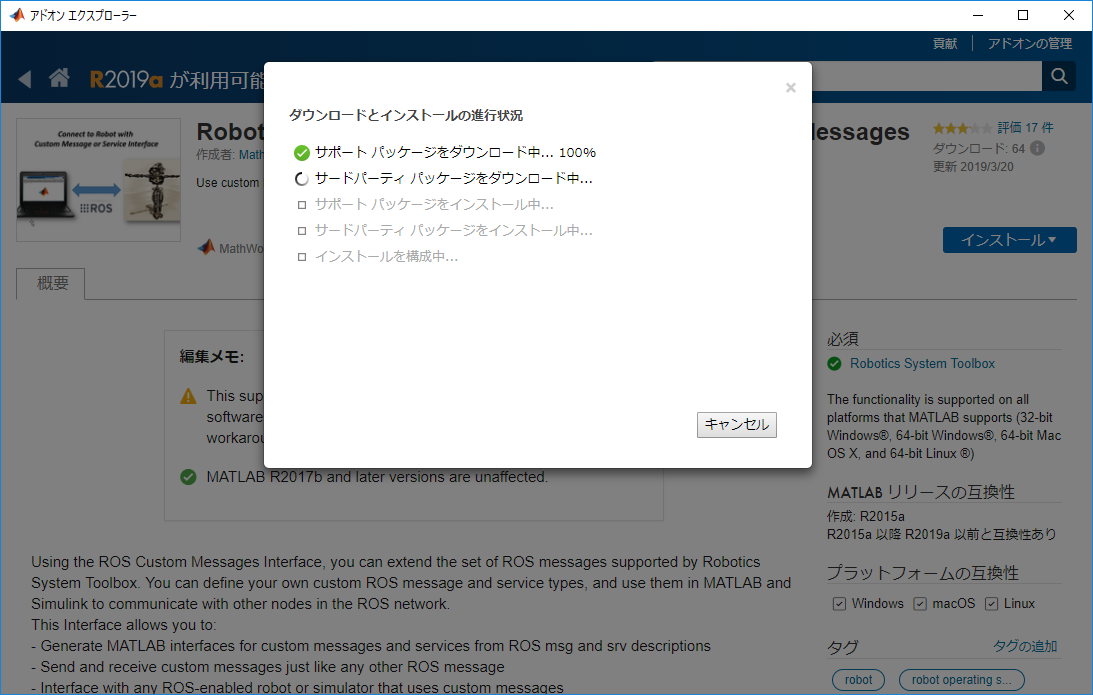 アドオン エクスプローラー
貢献 アドオンの管理
R2019a が利用可能
ダウンロードとインストールの進行状況
サポート パッケージをダウンロード中... 100%
サードパーティ パッケージをダウンロード中...
サポート パッケージをインストール中...
サードパーティ パッケージをインストール中...
インストールを構成中...
キャンセル
Connect to Robot with
Custom Message or Service Interface
ROS
Robot
essages
作成者: Math
Use custom
MathWo
評価 17 件
ダウンロード: 64
更新 2019/3/20
インストール
概要
編集メモ:
This sup
software
workarou
MATLAB R2017b and later versions are unaffected.
Using the ROS Custom Messages Interface, you can extend the set of ROS messages supported by Robotics
System Toolbox. You can define your own custom ROS message and service types, and use them in MATLAB and
Simulink to communicate with other nodes in the ROS network.
This Interface allows you to:
- Generate MATLAB interfaces for custom messages and services from ROS msg and srv descriptions
- Send and receive custom messages just like any other ROS message
- Interface with any ROS-enabled robot or simulator that uses custom messages
必須
Robotics System Toolbox
The functionality is supported on all
platforms that MATLAB supports (32-bit
Windows®, 64-bit Windows®, 64-bit Mac
OS X, and 64-bit Linux ®)
MATLAB リリースの互換性
作成: R2015a
R2015a 以降 R2019a 以前と互換性あり
プラットフォームの互換性
Windows macOS Linux
タグ タグの追加
robot robot operating s...